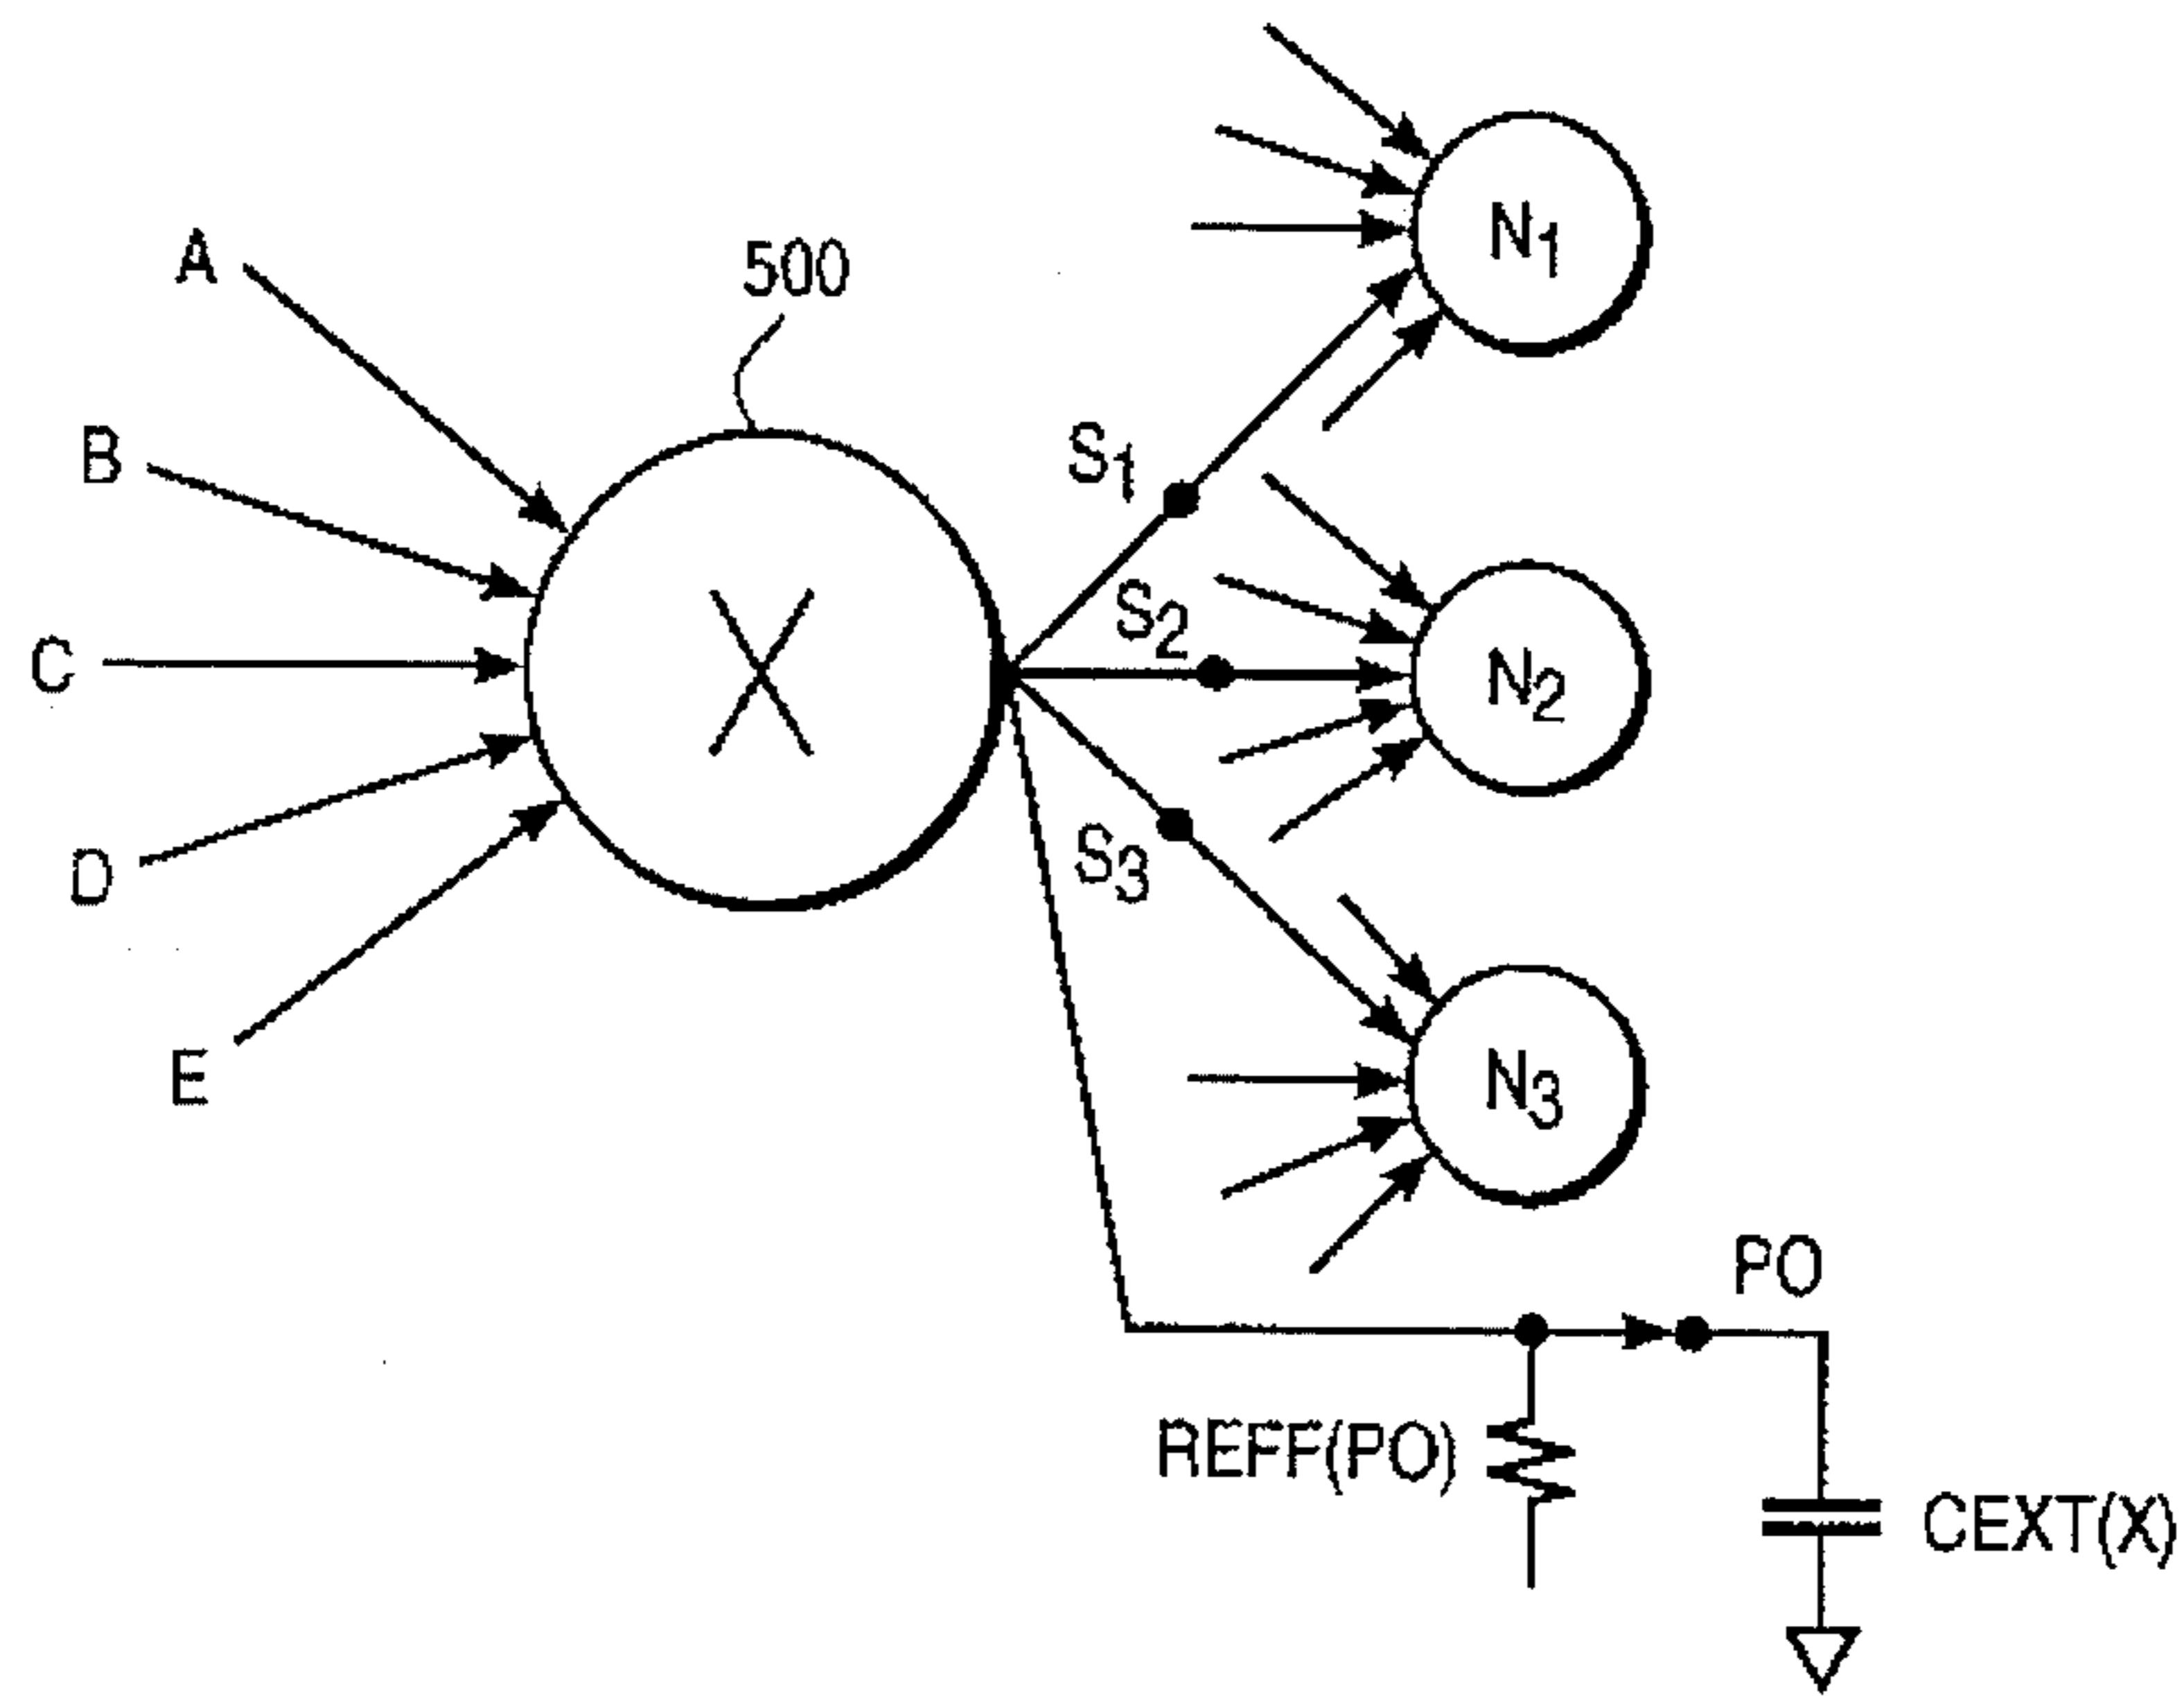 A
500
N1
B
S1
S2
C
X
N2
D
S3
E
N3
PO
REFF(PO)
CEXT(X)